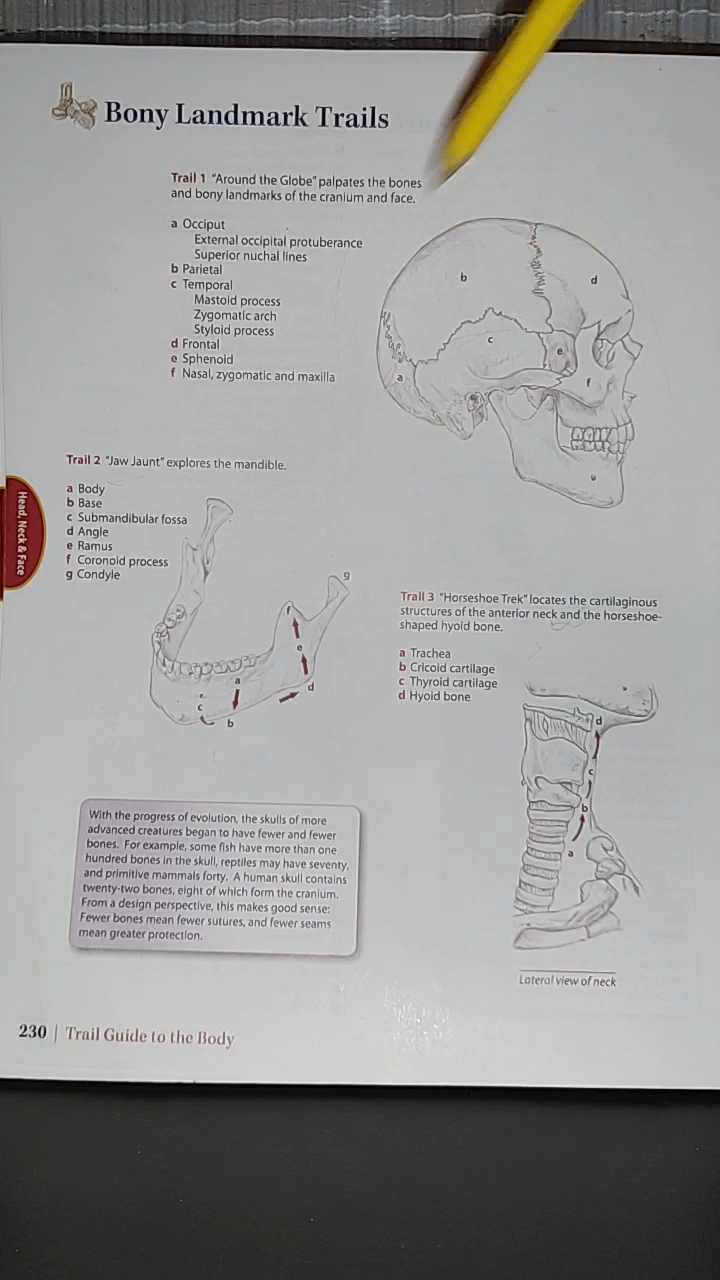 Bony Landmark Trails
Trail 1 "Around the Globe" palpates the bones
and bony landmarks of the cranium and face.
a Occiput
External occipital protuberance
Superior nuchal lines
b Parietal
c Temporal
Mastoid process
Zygomatic arch
Styloid process
d Frontal
e Sphenoid
f Nasal, zygomatic and maxilla
b
d
c
e
a
f
Trail 2 "Jaw Jaunt" explores the mandible.
a Body
b Base
c Submandibular fossa
d Angle
e Ramus
f Coronoid process
g Condyle
g
f
e
a
d
c
b
Head, Neck & Face
Trail 3 "Horseshoe Trek" locates the cartilaginous
structures of the anterior neck and the horseshoe-
shaped hyoid bone.
a Trachea
b Cricoid cartilage
c Thyroid cartilage
d Hyoid bone
d
c
b
a
Lateral view of neck
With the progress of evolution, the skulls of more
advanced creatures began to have fewer and fewer
bones. For example, some fish have more than one
hundred bones in the skull, reptiles may have seventy,
and primitive mammals forty. A human skull contains
twenty-two bones, eight of which form the cranium.
From a design perspective, this makes good sense:
Fewer bones mean fewer sutures, and fewer seams
mean greater protection.
230 | Trail Guide to the Body